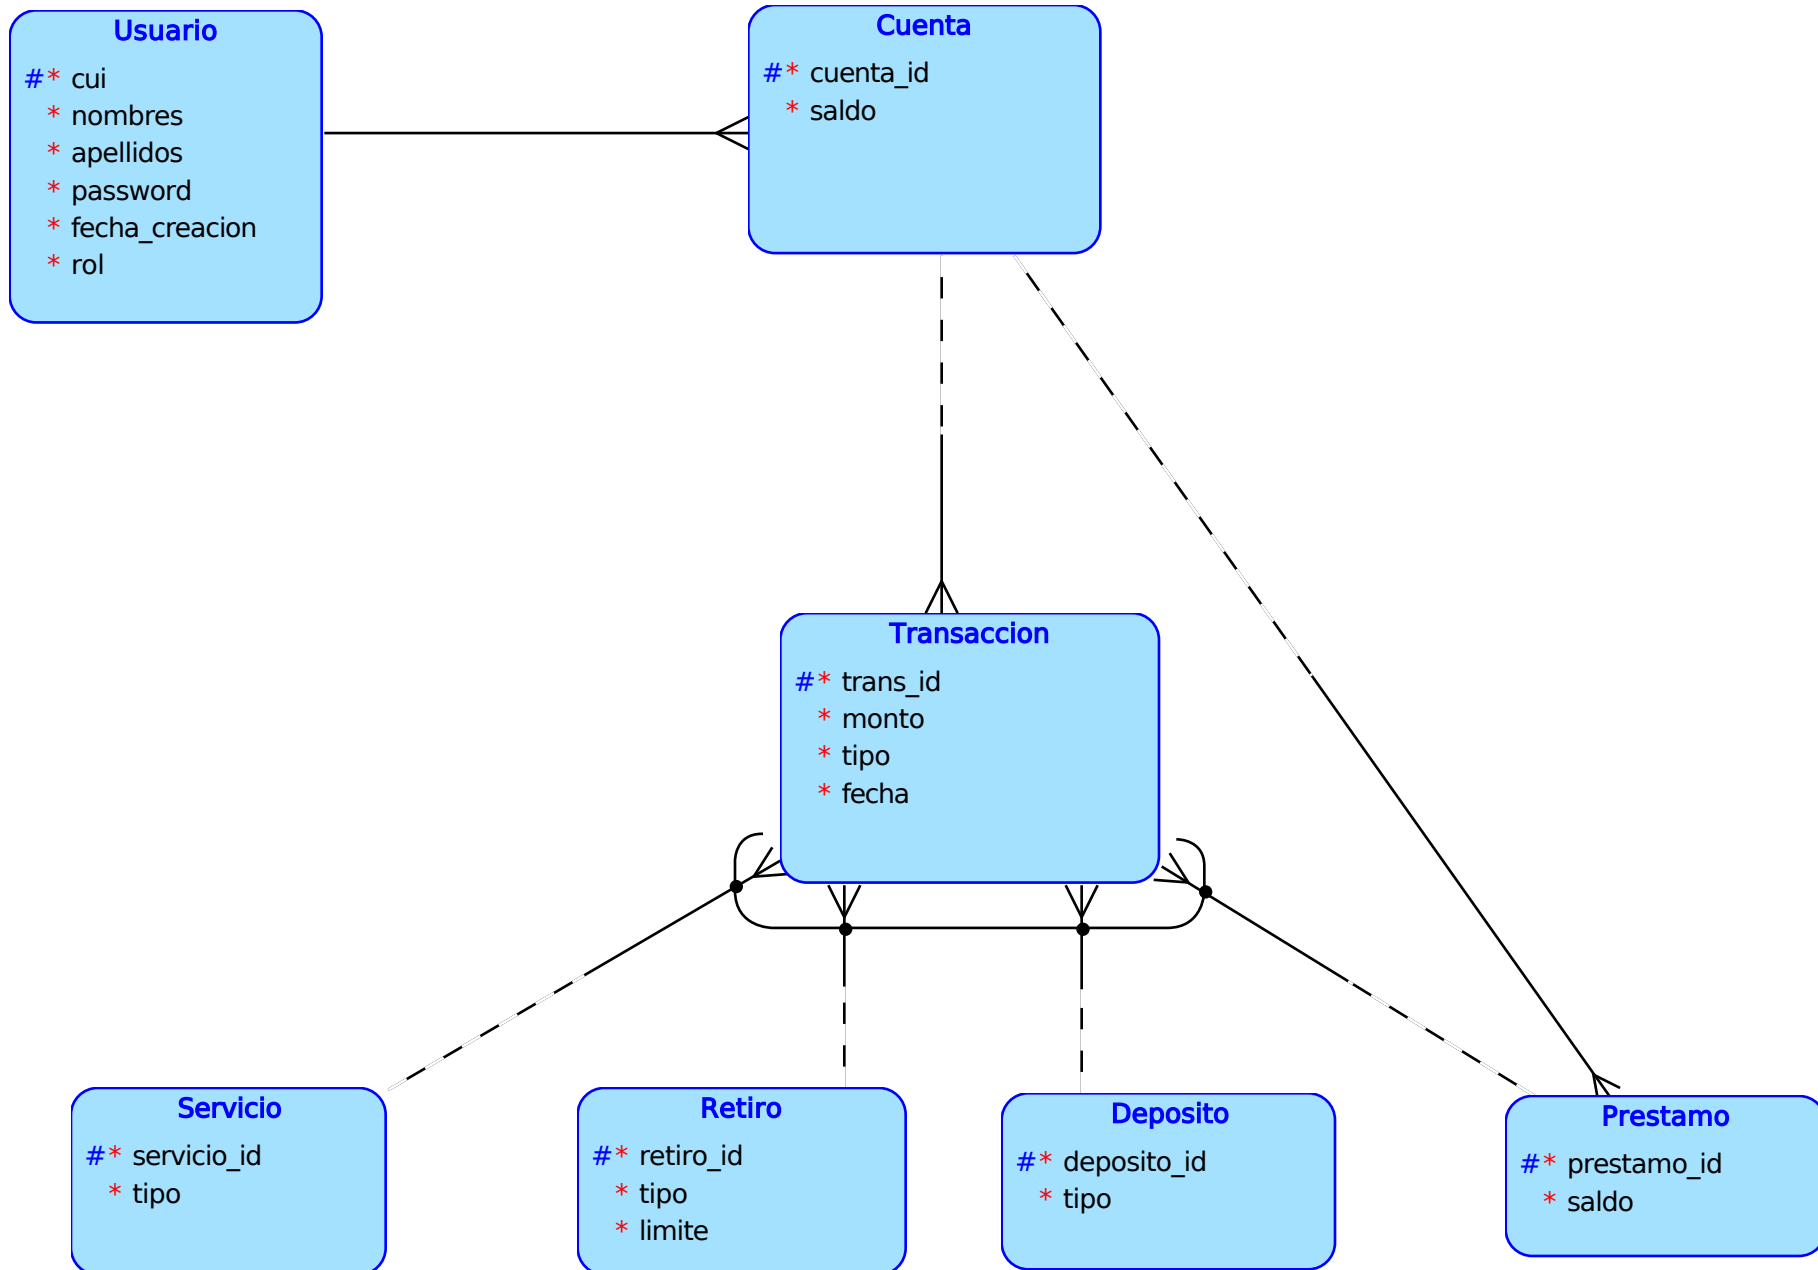 Usuario
#* cui
* nombres
* apellidos
* password
* fecha_creacion
* rol
Cuenta
#* cuenta_id
* saldo
Transaccion
#* trans_id
* monto
* tipo
* fecha
Servicio
#* servicio_id
* tipo
Retiro
#* retiro_id
* tipo
* limite
Deposito
#* deposito_id
* tipo
Prestamo
#* prestamo_id
* saldo